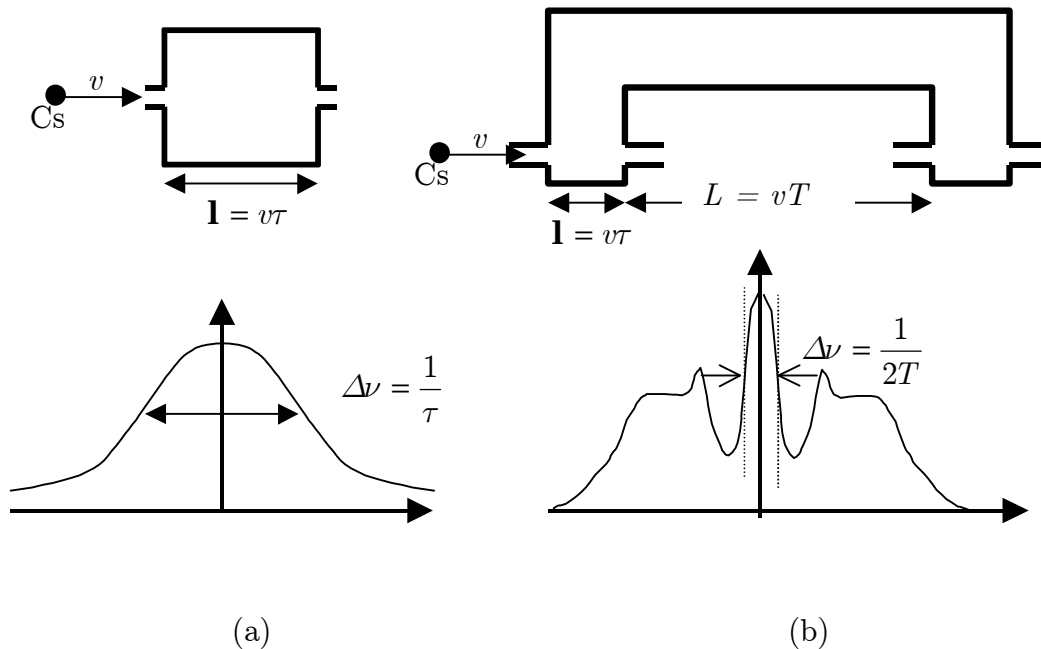 v
Cs
l = vτ
Δν = 1/τ
(a)
v
Cs
L = vT
l = vτ
Δν = 1/2T
(b)